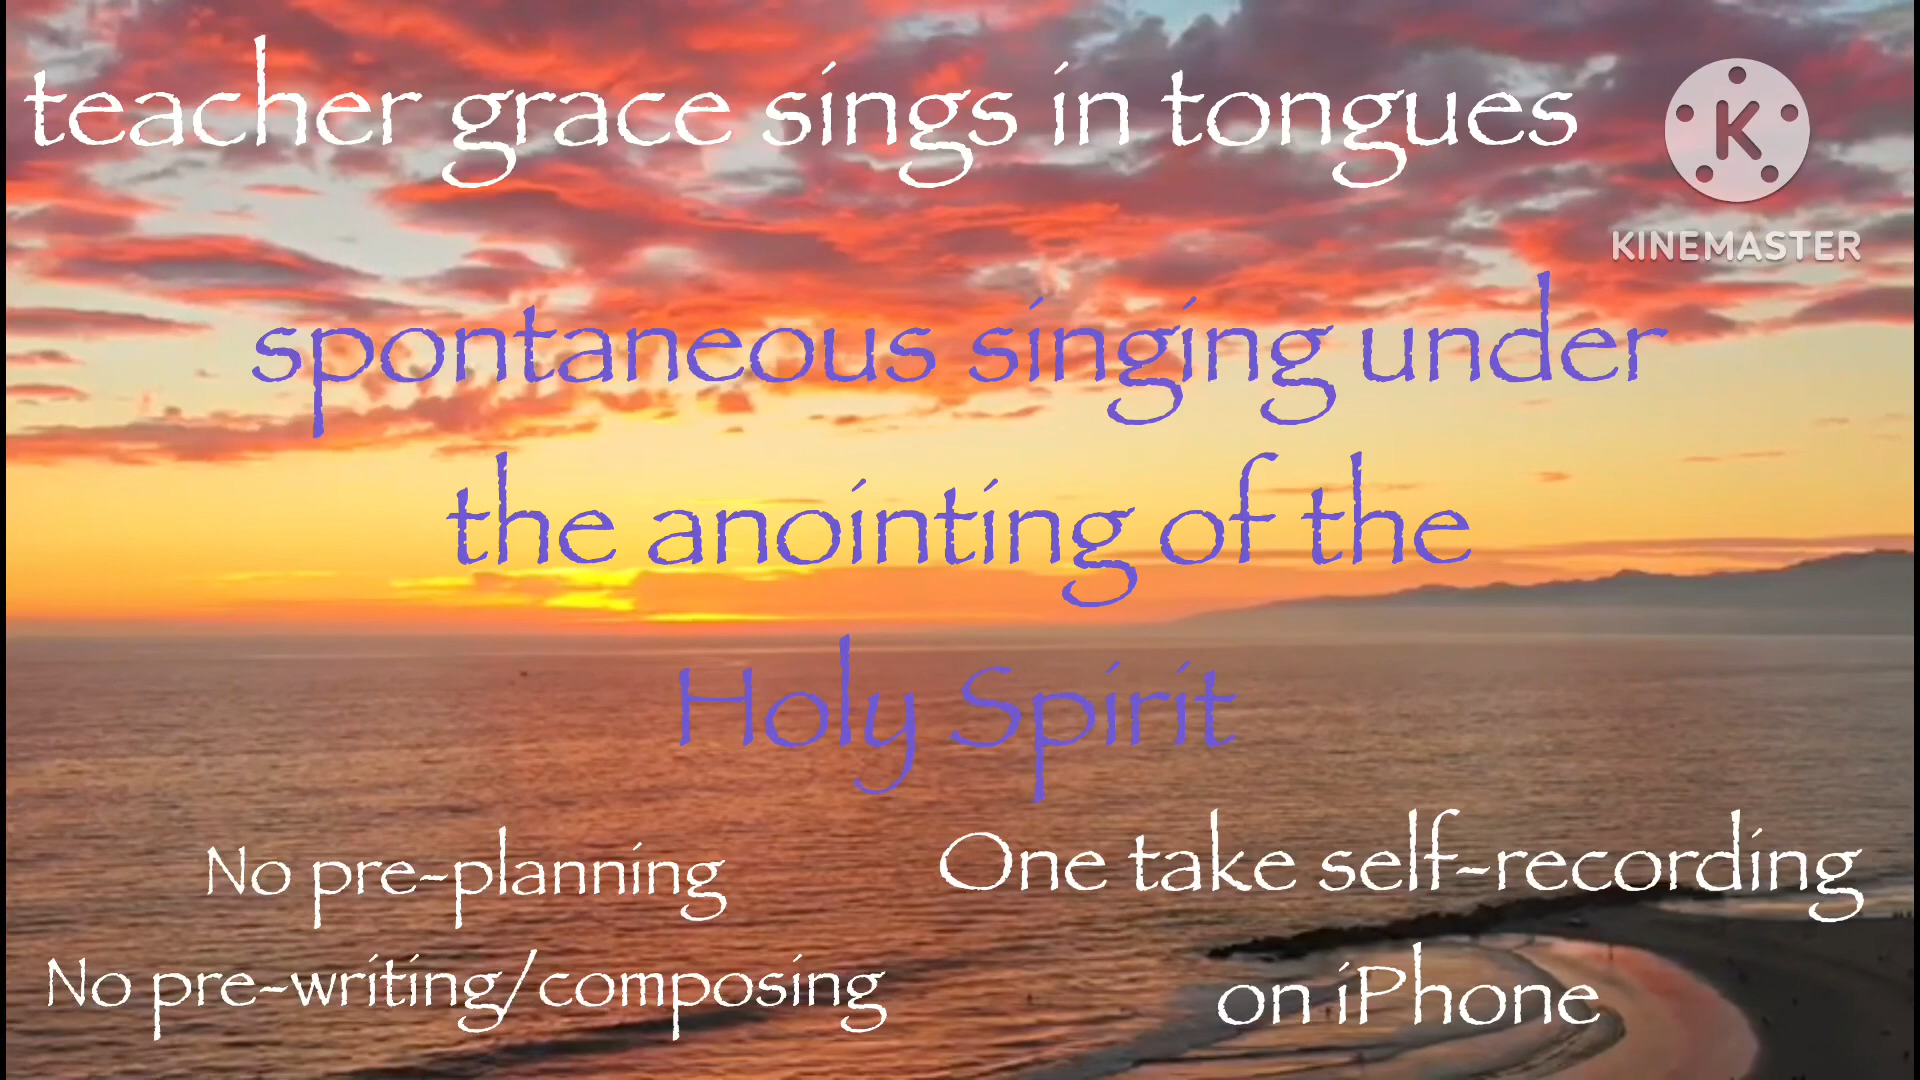 teacher grace sings in tongues
K
KINEMASTER
spontaneous singing under
the anointing of the
Holy Spirit
No pre-planning
No pre-writing/composing
One take self-recording
on iPhone